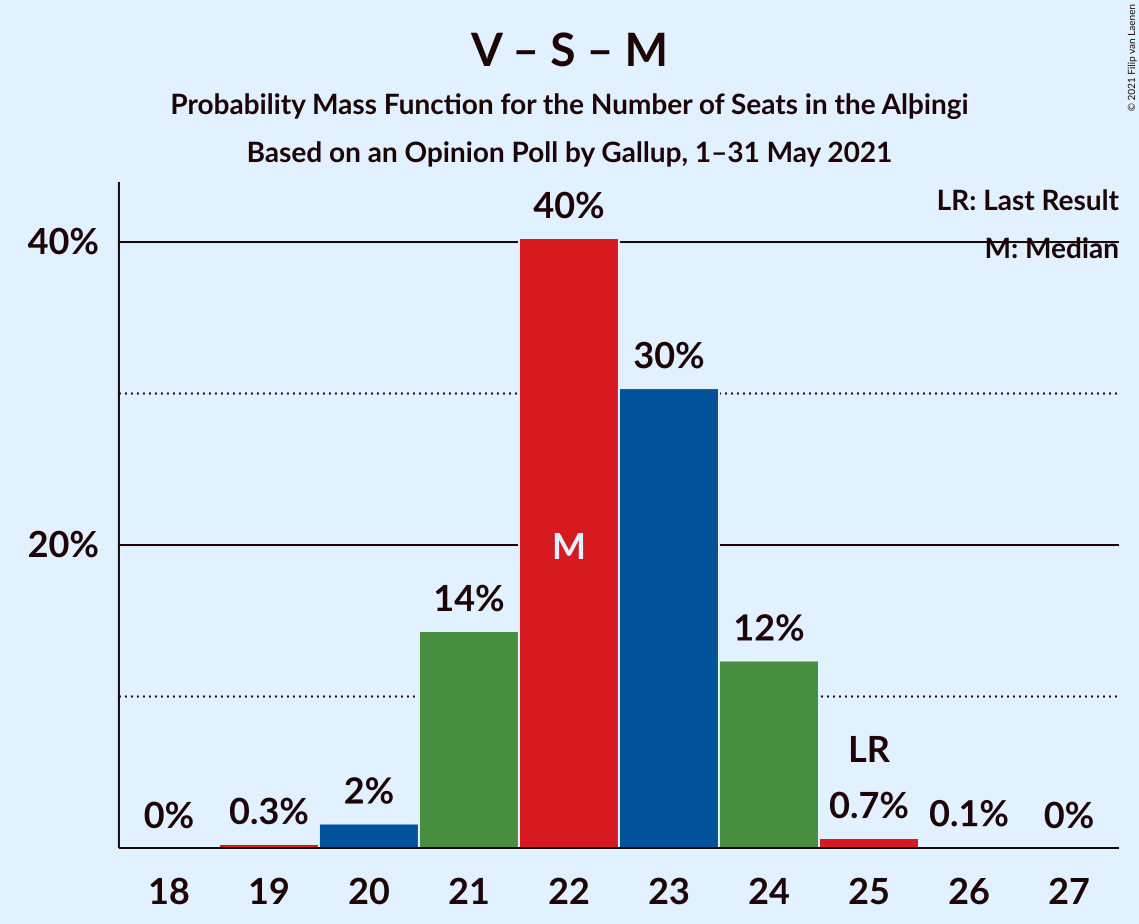 V – S – M
Probability Mass Function for the Number of Seats in the Alþingi
Based on an Opinion Poll by Gallup, 1–31 May 2021
© 2021 Filip van Laenen
LR: Last Result
M: Median
40%
20%
0%
0.3%
2%
14%
40%
M
30%
12%
LR
0.7%
0.1%
0%
18 19 20 21 22 23 24 25 26 27